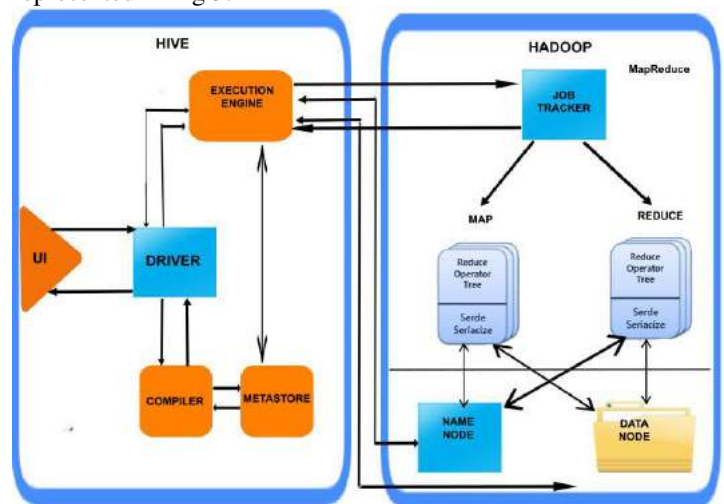 HIVE
EXECUTION
ENGINE
UI
DRIVER
COMPILER
METASTORE
HADOOP
MapReduce
JOB
TRACKER
MAP
REDUCE
Reduce
Operator
Tree
Serde
Seriacize
Reduce
Operator
Tree
Serde
Seriacize
NAME
NODE
DATA
NODE